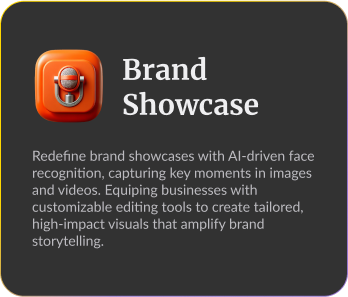 Brand
Showcase
Redefine brand showcases with AI-driven face
recognition, capturing key moments in images
and videos. Equiping businesses with
customizable editing tools to create tailored,
high-impact visuals that amplify brand
storytelling.